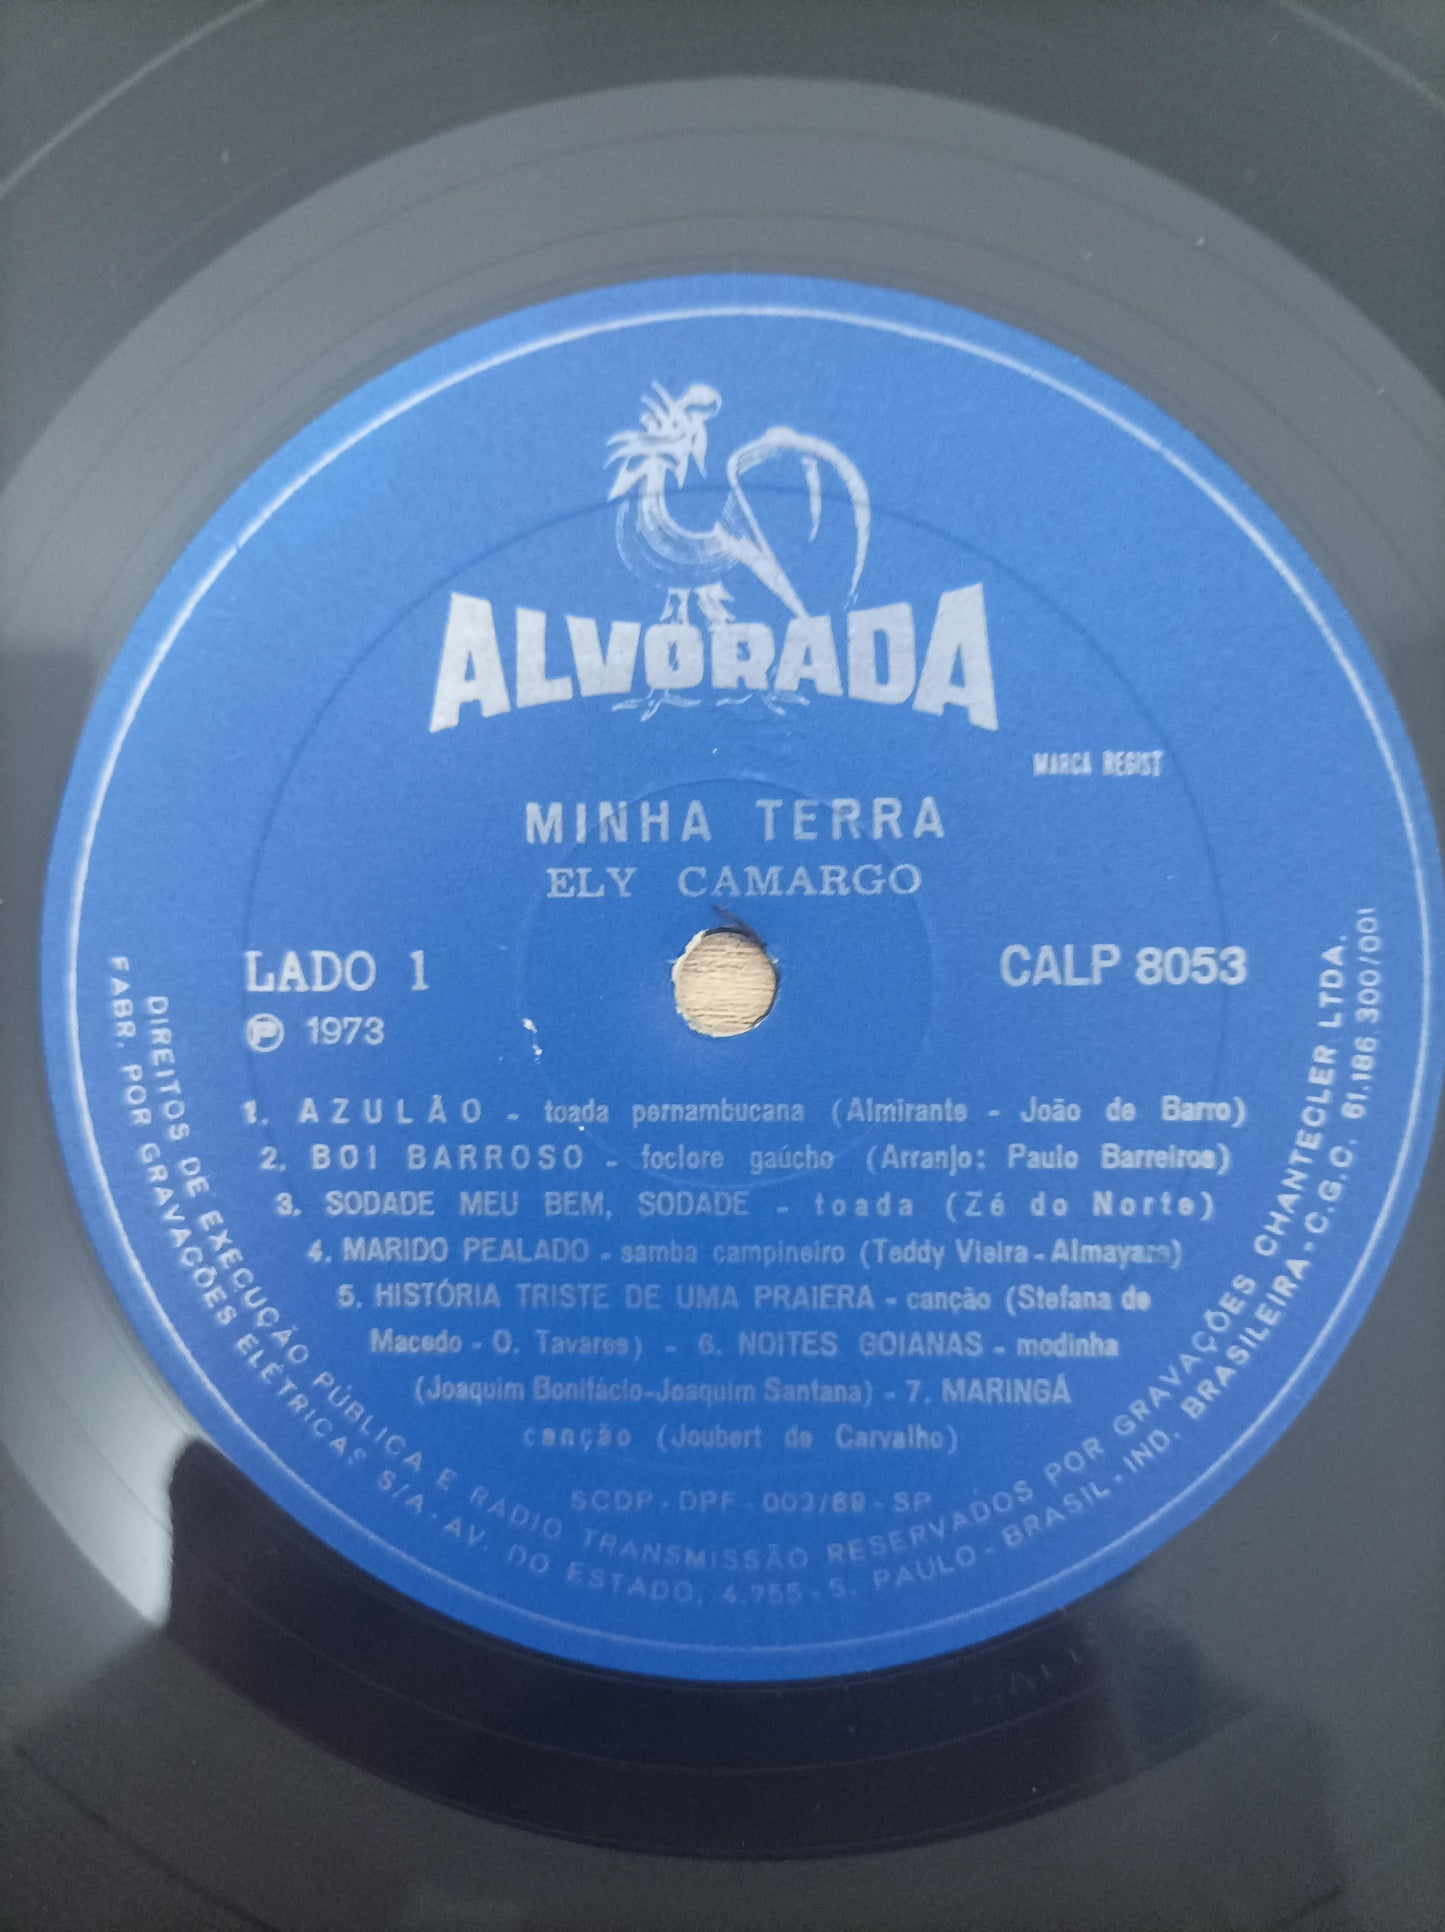 ALVORADA
MARCA REGIST
MINHA TERRA
ELY CAMARGO
LADO 1
CALP 8053
Ⓟ 1973
1. AZULÃO - toada pernambucana (Almirante - João de Barro)
2. BOI BARROSO - foclore gaúcho (Arranjo: Paulo Barreiros)
3. SODADE MEU BEM, SODADE - toada (Zé do Norte)
4. MARIDO PEALADO - samba campineiro (Teddy Vieira - Almayara)
5. HISTÓRIA TRISTE DE UMA PRAIERA - canção (Stefana de
Macedo - O. Tavares) - 6. NOITES GOIANAS - modinha
(Joaquim Bonifácio-Joaquim Santana) - 7. MARINGÁ
canção (Joubert de Carvalho)
SCDP - DPF - 002/69 - SP
DIREITOS DE EXECUÇÃO PÚBLICA E RADIO TRANSMISSÃO RESERVADOS POR GRAVAÇÕES CHANTECLER LTDA.
FABR. POR GRAVAÇÕES ELÉTRICAS S/A - AV. DO ESTADO, 4.755 - S. PAULO - BRASIL - IND. BRASILEIRA - C.G.C. 61.186.300/001